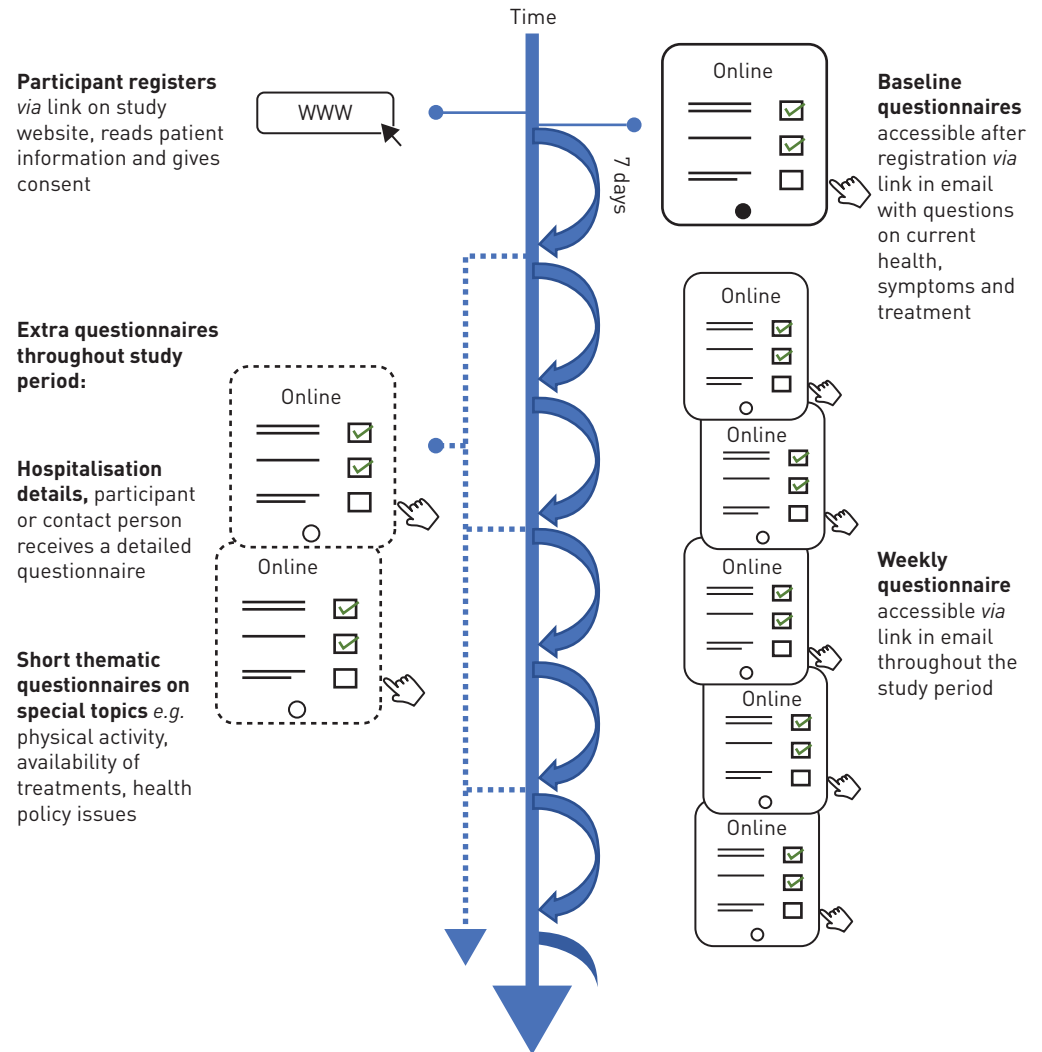 Time
Participant registers
via link on study
website, reads patient
information and gives
consent
WWW
7 days
Online
Baseline
questionnaires
accessible after
registration via
link in email
with questions
on current
health,
symptoms and
treatment
Extra questionnaires
throughout study
period:
Hospitalisation
details, participant
or contact person
receives a detailed
questionnaire
Short thematic
questionnaires on
special topics e.g.
physical activity,
availability of
treatments, health
policy issues
Online
Online
Online
Online
Online
Online
Online
Weekly
questionnaire
accessible via
link in email
throughout the
study period